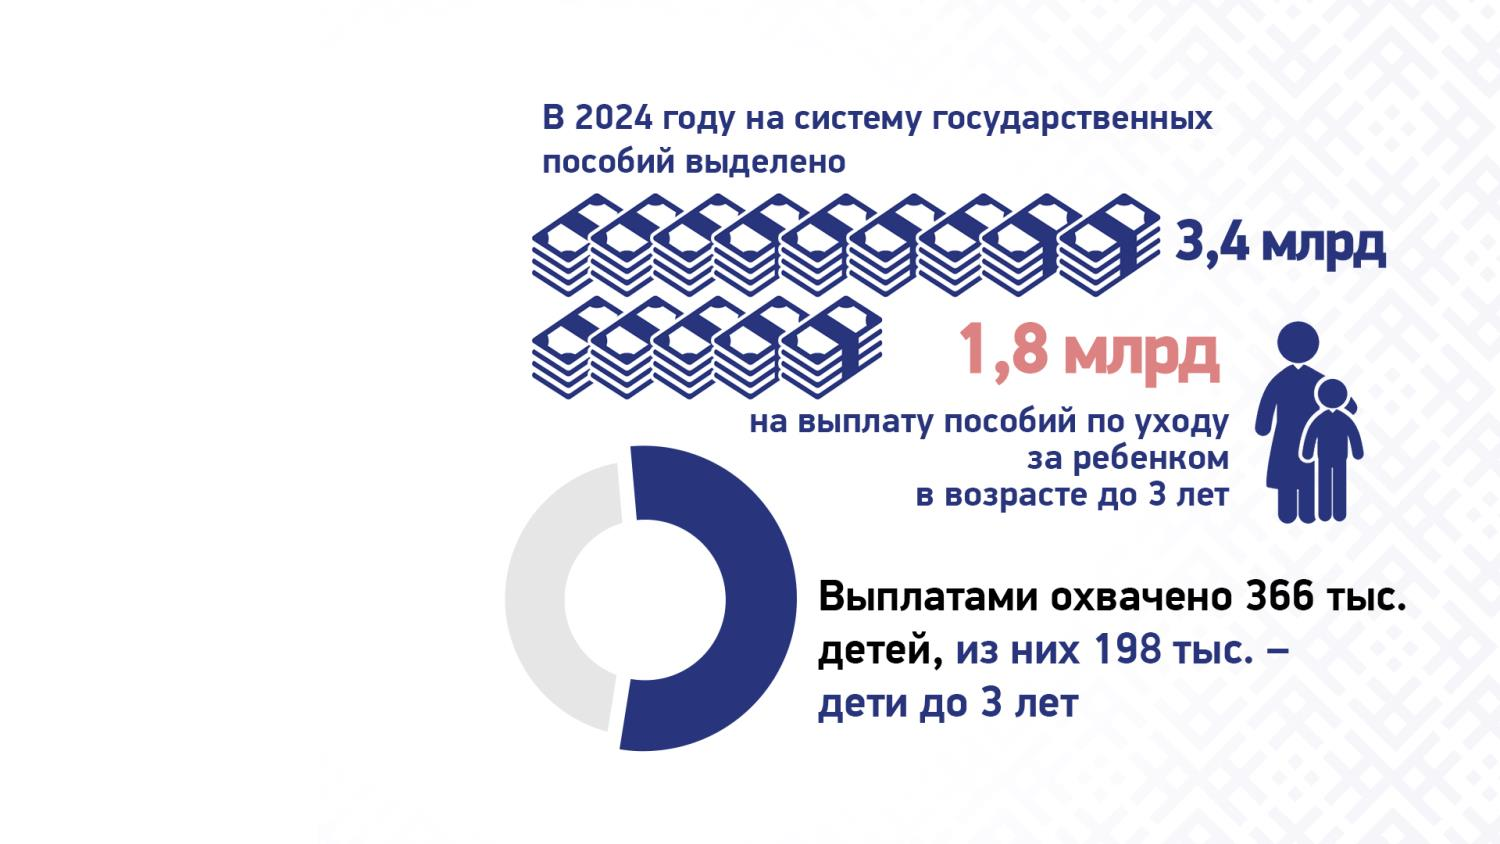 В 2024 году на систему государственных
пособий выделено
3,4 млрд
1,8 млрд
на выплату пособий по уходу
за ребенком
в возрасте до 3 лет
Выплатами охвачено 366 тыс.
детей, из них 198 тыс. –
дети до 3 лет